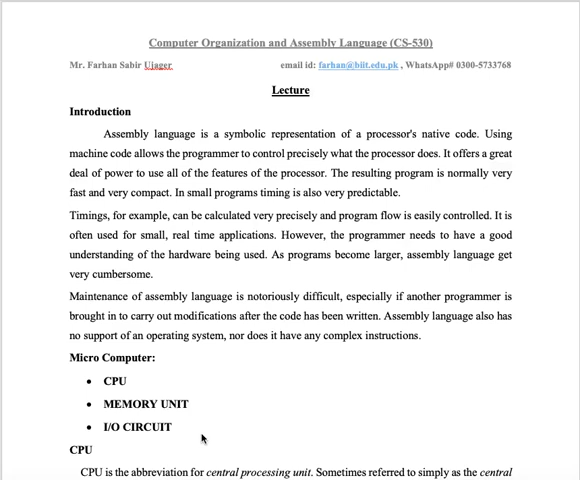 Computer Organization and Assembly Language (CS-530)
Mr. Farhan Sabir Ujager email id: farhan@biit.edu.pk , WhatsApp# 0300-5733768
Lecture
Introduction
Assembly language is a symbolic representation of a processor's native code. Using
machine code allows the programmer to control precisely what the processor does. It offers a great
deal of power to use all of the features of the processor. The resulting program is normally very
fast and very compact. In small programs timing is also very predictable.
Timings, for example, can be calculated very precisely and program flow is easily controlled. It is
often used for small, real time applications. However, the programmer needs to have a good
understanding of the hardware being used. As programs become larger, assembly language get
very cumbersome.
Maintenance of assembly language is notoriously difficult, especially if another programmer is
brought in to carry out modifications after the code has been written. Assembly language also has
no support of an operating system, nor does it have any complex instructions.
Micro Computer:
• CPU
• MEMORY UNIT
• I/O CIRCUIT
CPU
CPU is the abbreviation for central processing unit. Sometimes referred to simply as the central